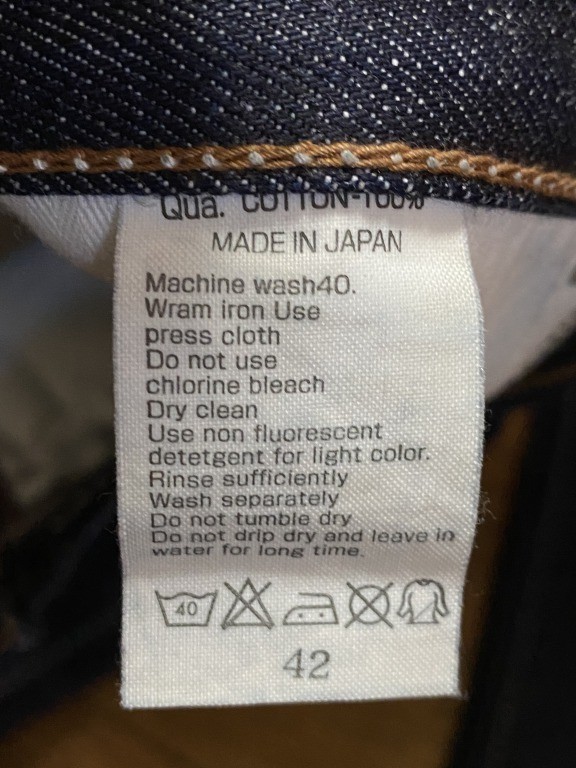 Qua. COTTON-100%
MADE IN JAPAN
Machine wash40.
Wram iron Use
press cloth
Do not use
chlorine bleach
Dry clean
Use non fluorescent
detetgent for light color.
Rinse sufficiently
Wash separately
Do not tumble dry
Do not drip dry and leave in
water for long time.
40
42